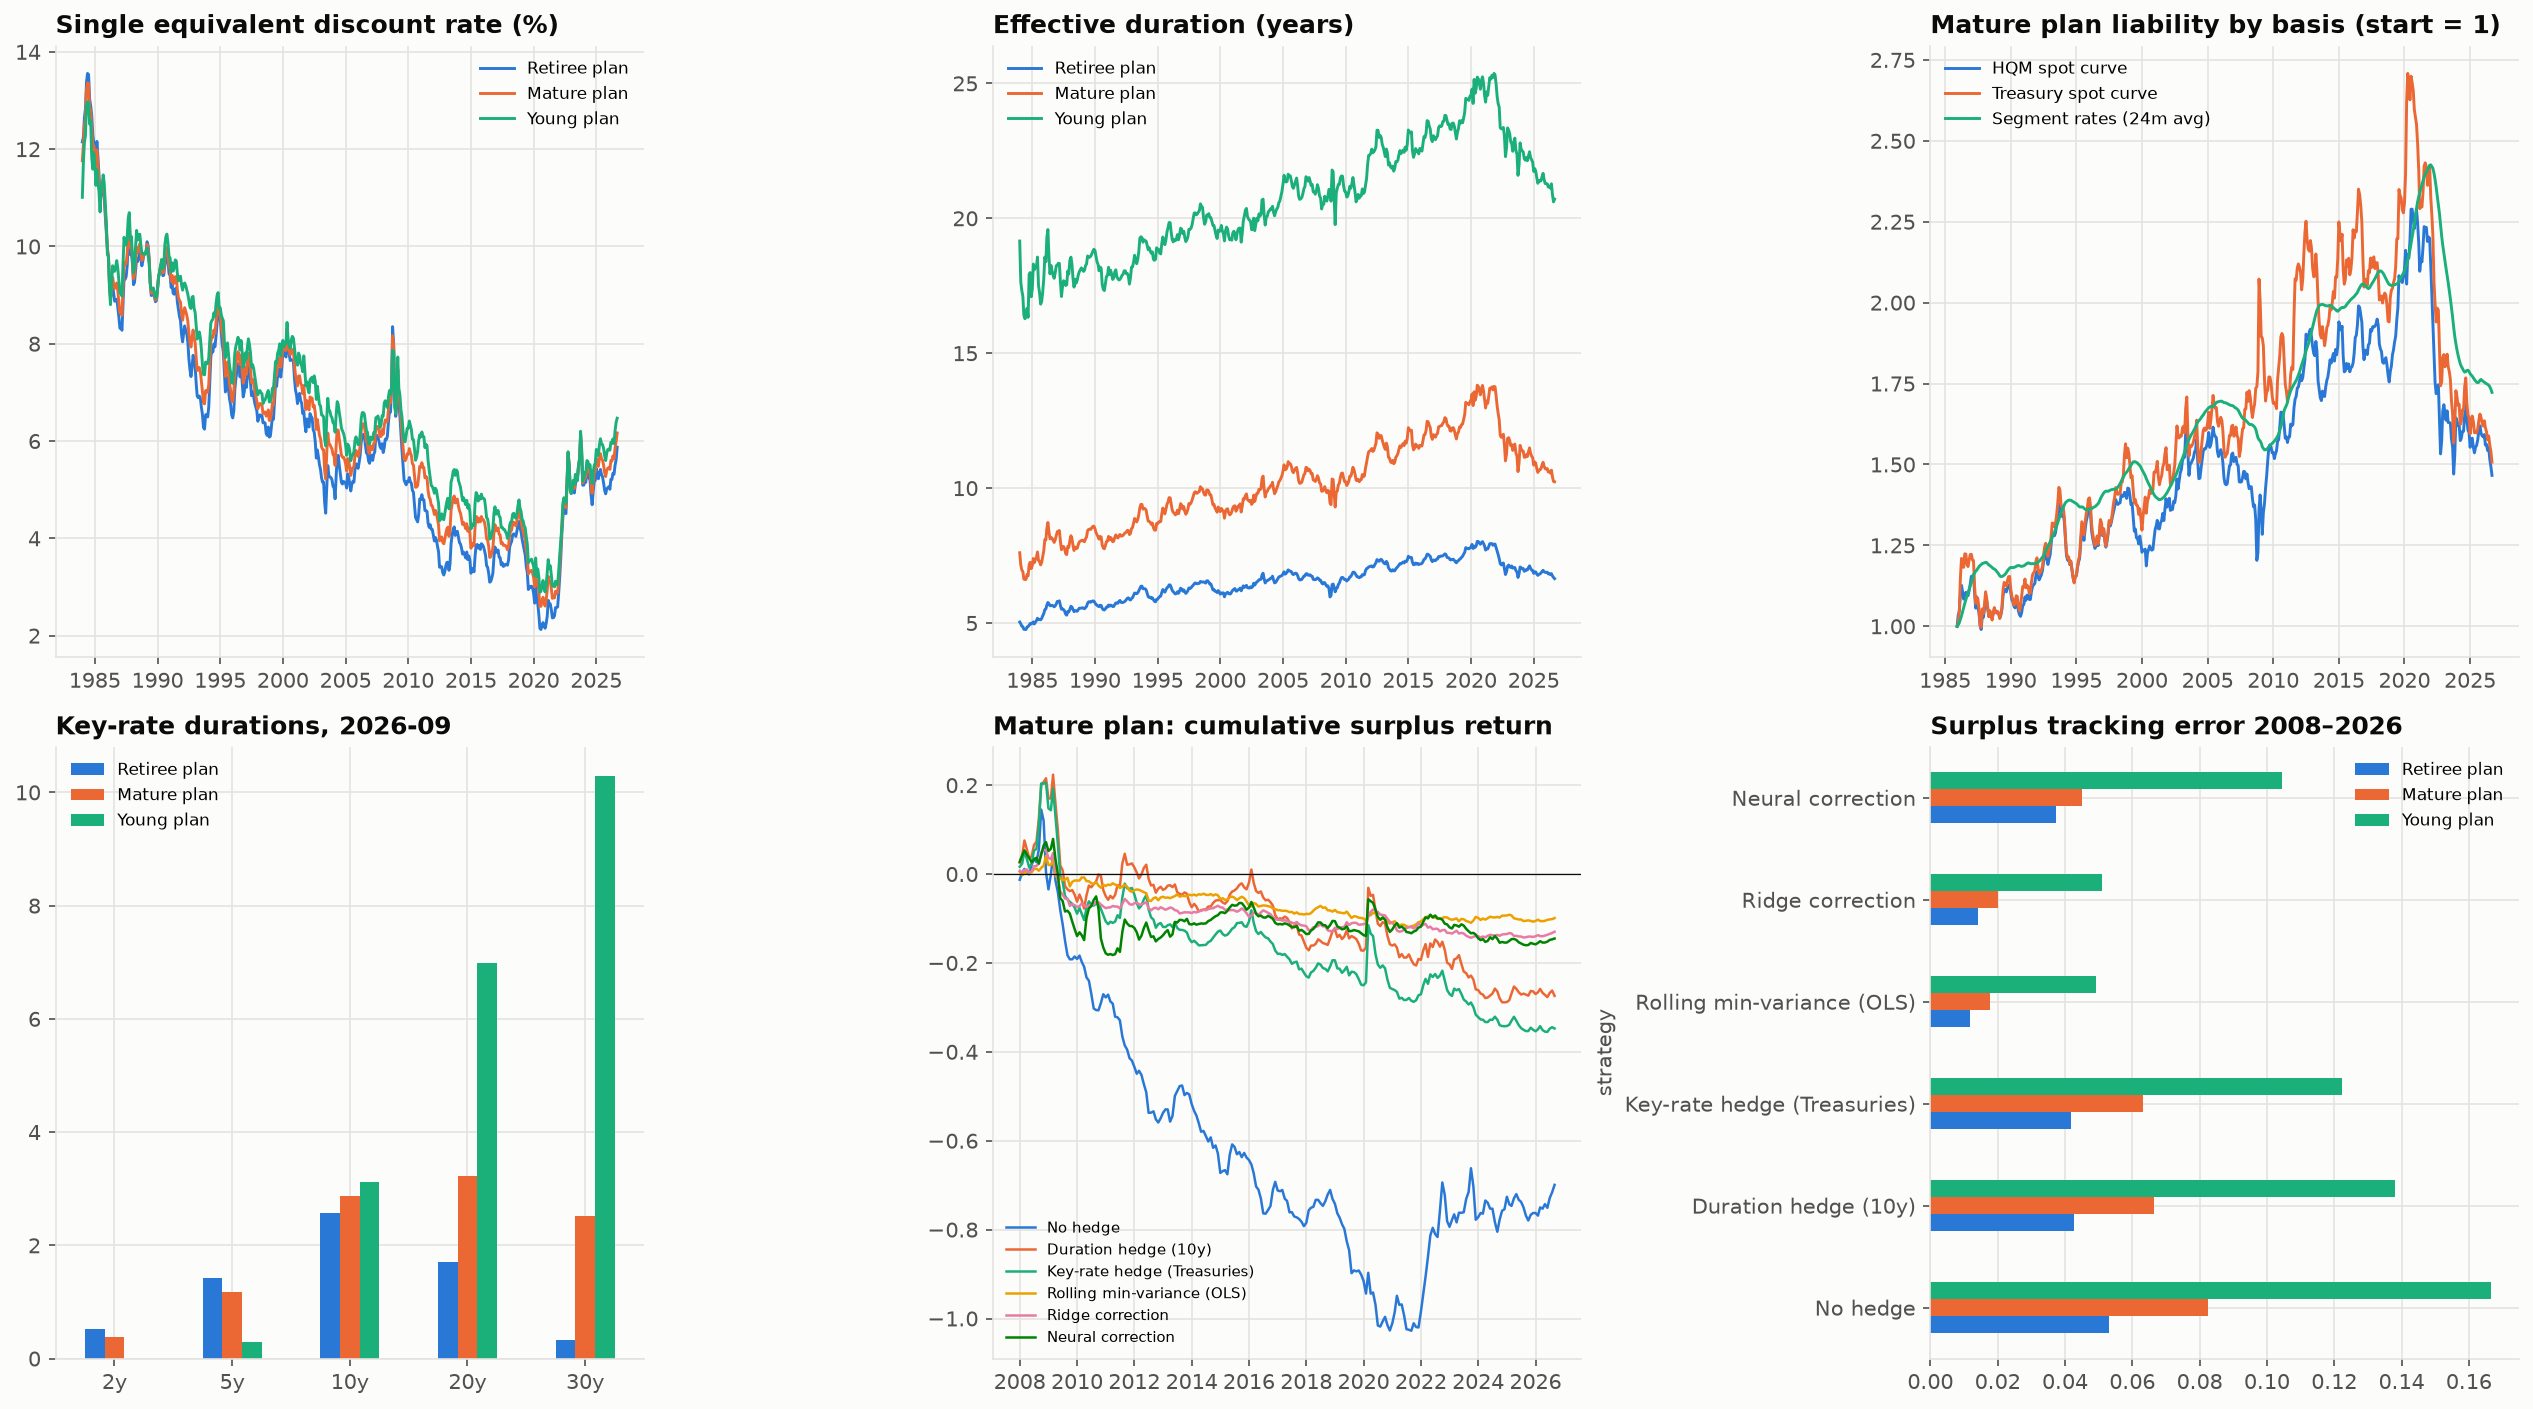 Single equivalent discount rate (%)
Retiree plan
Mature plan
Young plan
14
12
10
8
6
4
2
1985 1990 1995 2000 2005 2010 2015 2020 2025
Effective duration (years)
Retiree plan
Mature plan
Young plan
25
20
15
10
5
1985 1990 1995 2000 2005 2010 2015 2020 2025
Mature plan liability by basis (start = 1)
HQM spot curve
Treasury spot curve
Segment rates (24m avg)
2.75
2.50
2.25
2.00
1.75
1.50
1.25
1.00
1985 1990 1995 2000 2005 2010 2015 2020 2025
Key-rate durations, 2026-09
Retiree plan
Mature plan
Young plan
10
8
6
4
2
0
2y 5y 10y 20y 30y
Mature plan: cumulative surplus return
0.2
0.0
−0.2
−0.4
−0.6
−0.8
−1.0
No hedge
Duration hedge (10y)
Key-rate hedge (Treasuries)
Rolling min-variance (OLS)
Ridge correction
Neural correction
2008 2010 2012 2014 2016 2018 2020 2022 2024 2026
Surplus tracking error 2008–2026
Retiree plan
Mature plan
Young plan
strategy
Neural correction
Ridge correction
Rolling min-variance (OLS)
Key-rate hedge (Treasuries)
Duration hedge (10y)
No hedge
0.00 0.02 0.04 0.06 0.08 0.10 0.12 0.14 0.16